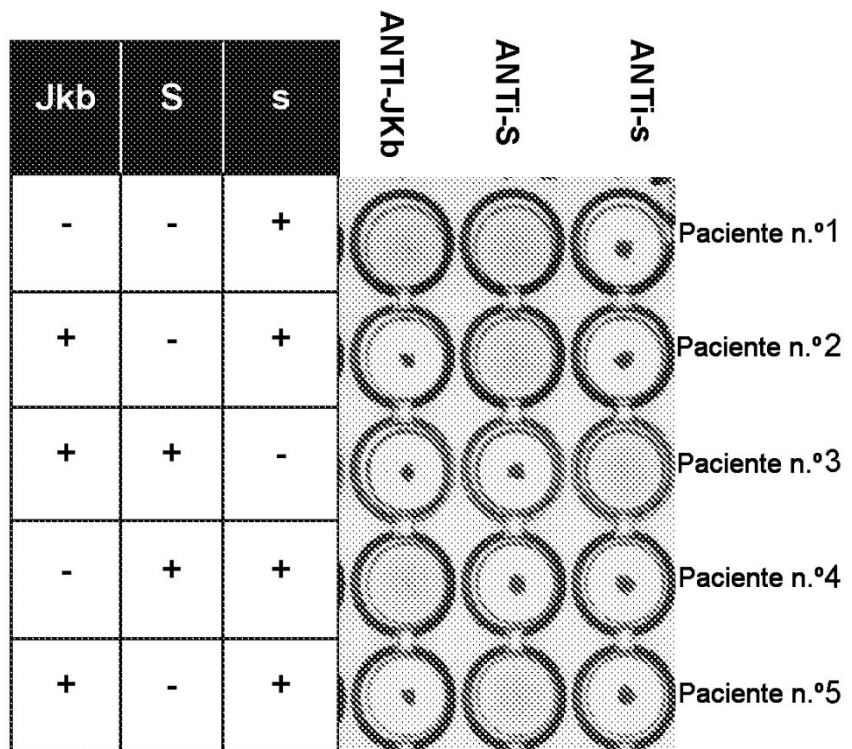 Jkb S s ANTI-JKb ANTi-S ANTi-s
- - + Paciente n.º1
+ - + Paciente n.º2
+ + - Paciente n.º3
- + + Paciente n.º4
+ - + Paciente n.º5